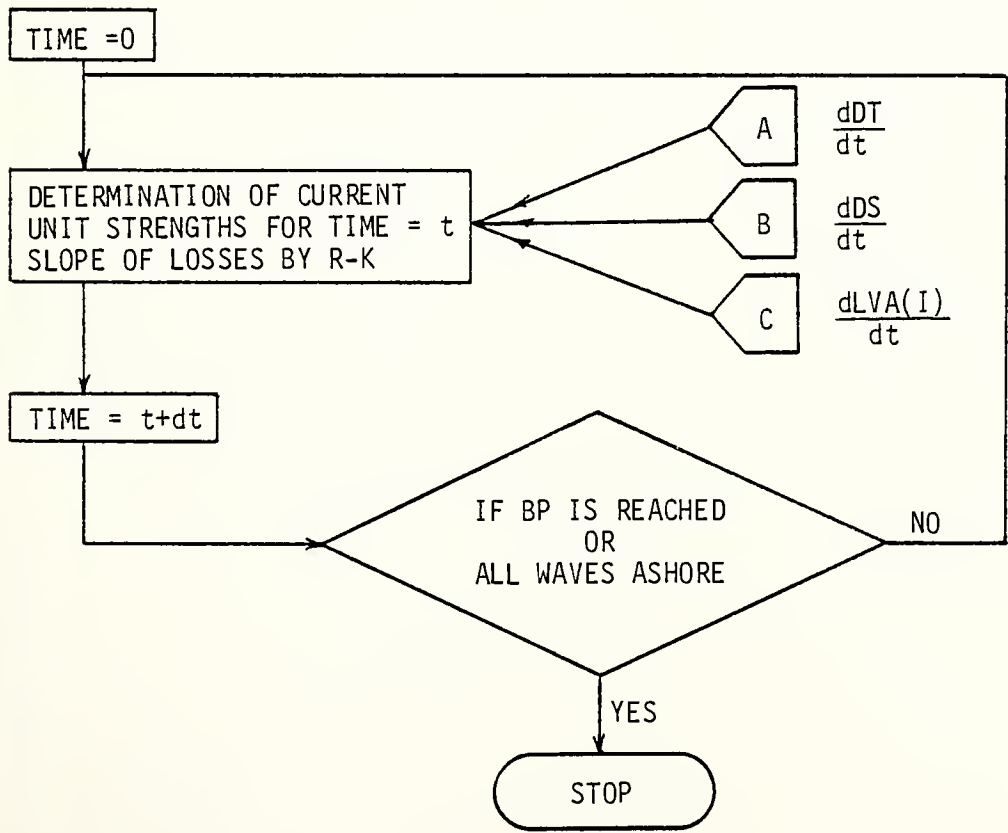 TIME =0
DETERMINATION OF CURRENT
UNIT STRENGTHS FOR TIME = t
SLOPE OF LOSSES BY R-K
A
dDT
dt
B
dDS
dt
C
dLVA(I)
dt
TIME = t+dt
IF BP IS REACHED
OR
ALL WAVES ASHORE
NO
YES
STOP